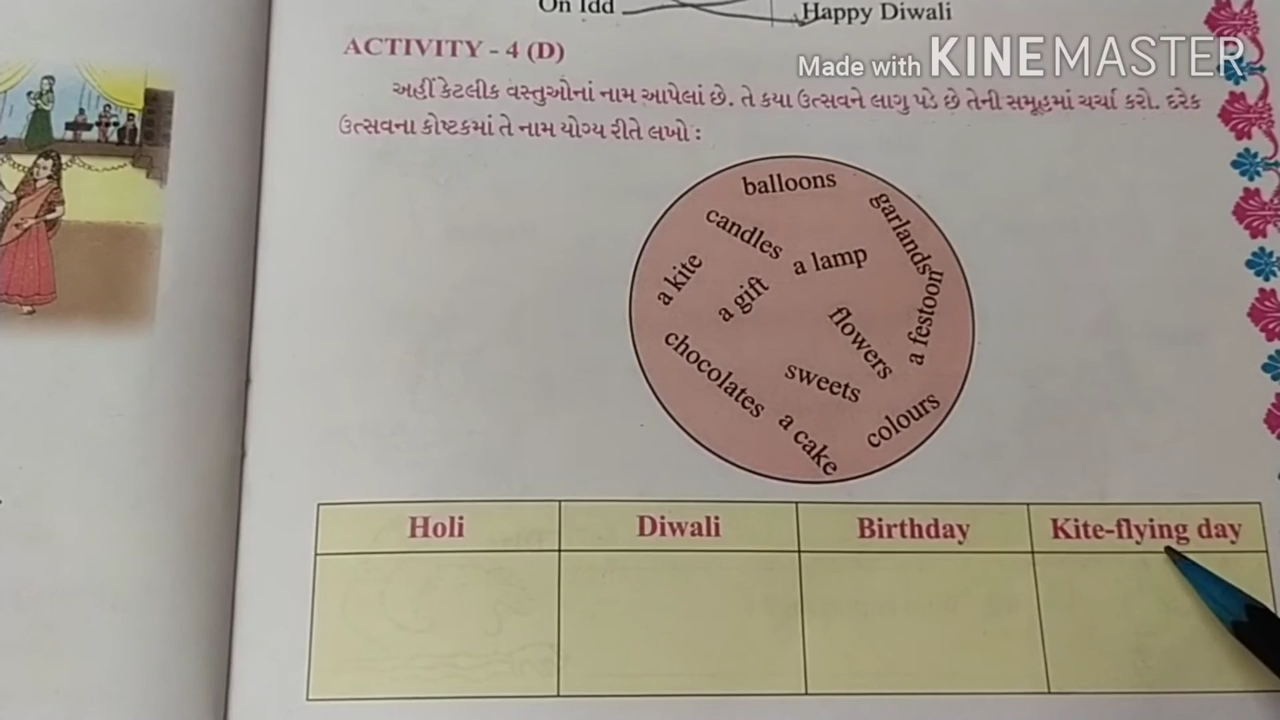 On Idd
Happy Diwali
Made with KINEMASTER
ACTIVITY - 4 (D)
અહીં કેટલીક વસ્તુઓનાં નામ આપેલાં છે. તે કયા ઉત્સવને લાગુ પડે છે તેની સમૂહમાં ચર્ચા કરો. દરેક
ઉત્સવના કોષ્ટકમાં તે નામ યોગ્ય રીતે લખો :
balloons
garlands
candles
a lamp
a kite
a gift
a festoon
flowers
chocolates
sweets
colours
a cake
Holi
Diwali
Birthday
Kite-flying day